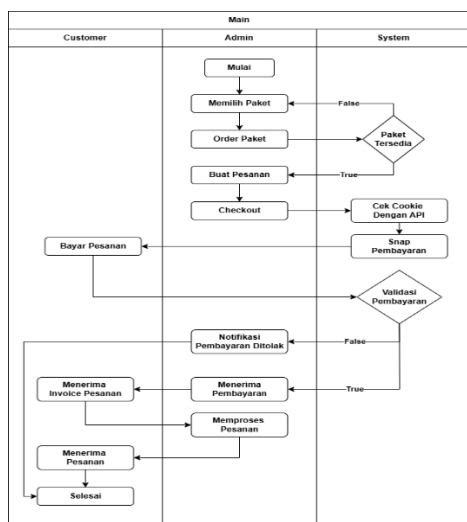 Main
Customer
Admin
System
Mulai
Memilih Paket
False
Order Paket
Paket
Tersedia
Buat Pesanan
True
Checkout
Cek Cookie
Dengan API
Bayar Pesanan
Snap
Pembayaran
Validasi
Pembayaran
Notifikasi
Pembayaran Ditolak
False
Menerima
Invoice Pesanan
Menerima
Pembayaran
True
Memproses
Pesanan
Menerima
Pesanan
Selesai